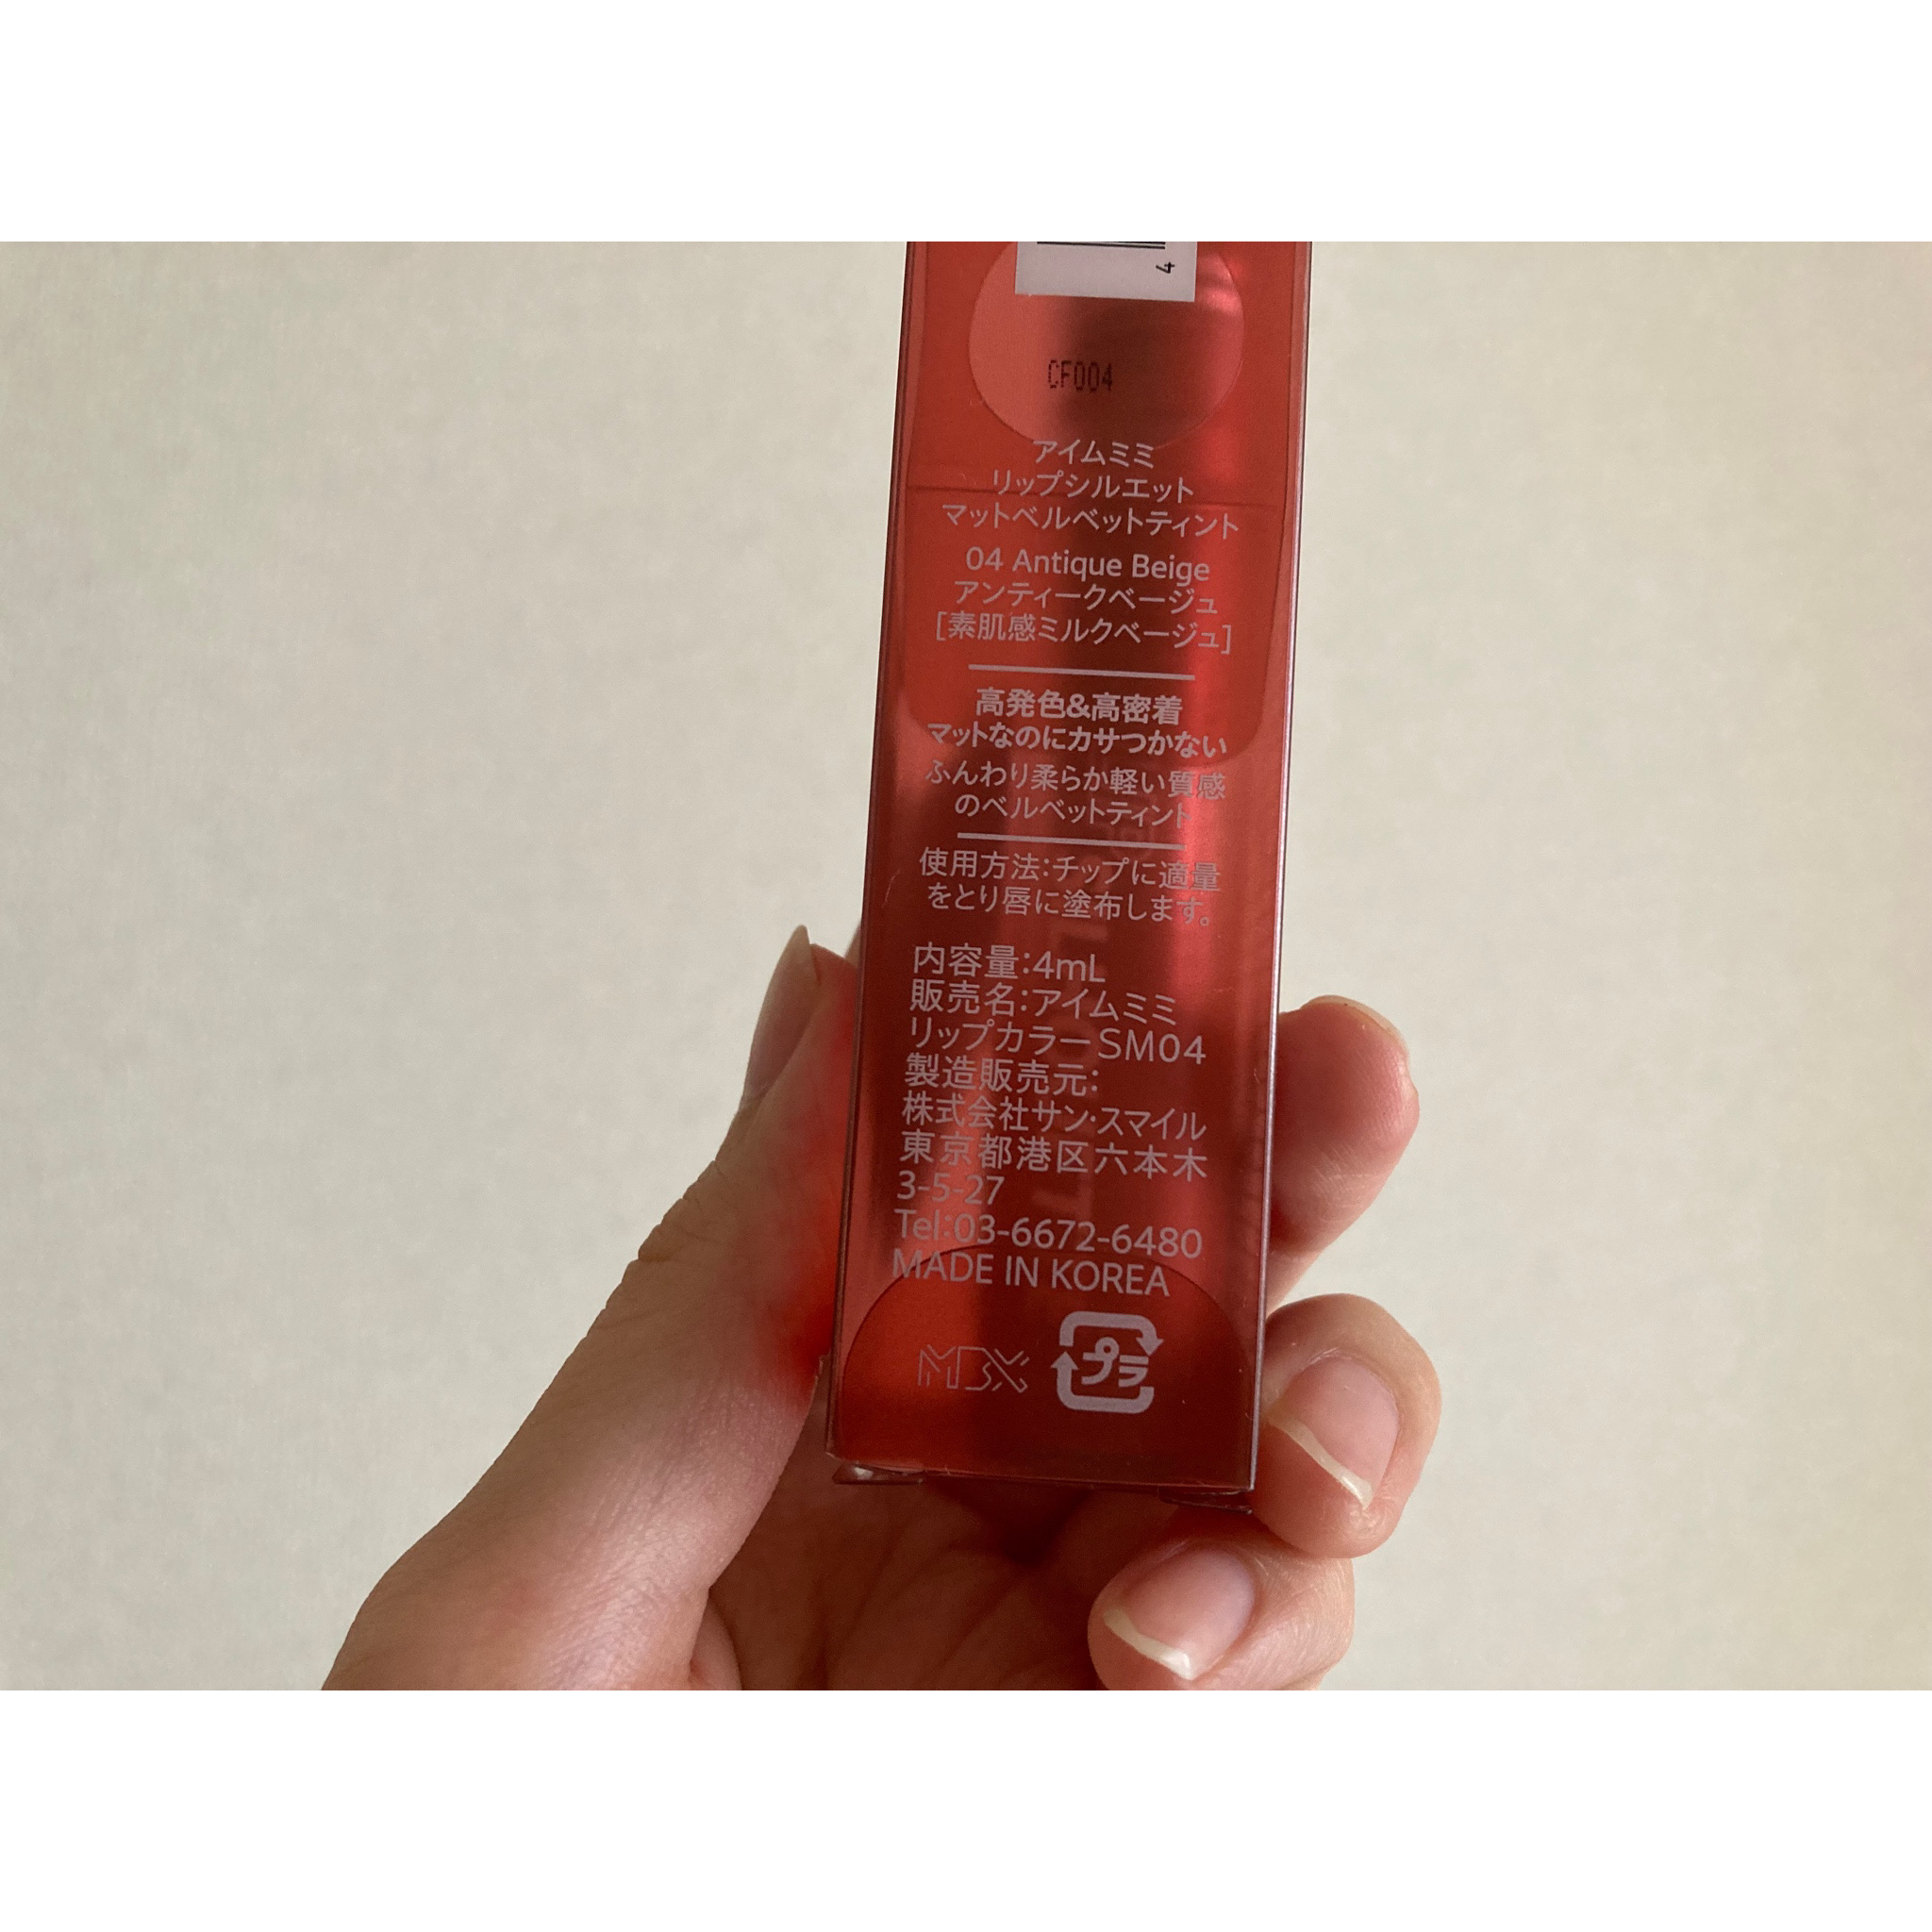 4
CF004
アイムミミ
リップシルエット
マットベルベットティント
04 Antique Beige
アンティークベージュ
[素肌感ミルクベージュ]
高発色&高密着
マットなのにカサつかない
ふんわり柔らか軽い質感
のベルベットティント
使用方法:チップに適量
をとり唇に塗布します。
内容量:4mL
販売名:アイムミミ
リップカラーSM04
製造販売元:
株式会社サン・スマイル
東京都港区六本木
3-5-27
Tel:03-6672-6480
MADE IN KOREA
MBX
プラ